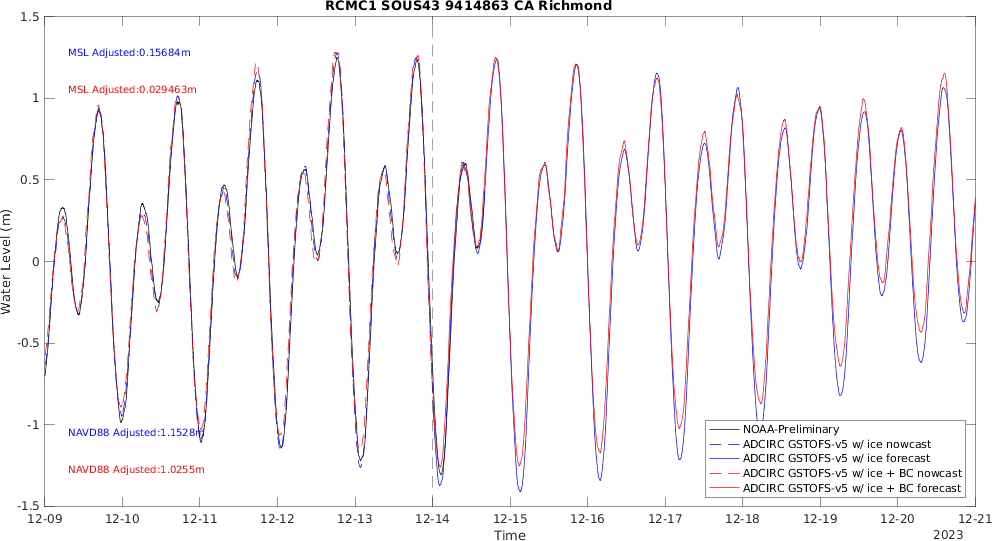 RCMC1 SOUS43 9414863 CA Richmond
1.5
MSL Adjusted:0.15684m
MSL Adjusted:0.029463m
1
0.5
0
-0.5
-1
-1.5
Water Level (m)
NAVD88 Adjusted:1.1528m
NAVD88 Adjusted:1.0255m
NOAA-Preliminary
ADCIRC GSTOFS-v5 w/ ice nowcast
ADCIRC GSTOFS-v5 w/ ice forecast
ADCIRC GSTOFS-v5 w/ ice + BC nowcast
ADCIRC GSTOFS-v5 w/ ice + BC forecast
12-09 12-10 12-11 12-12 12-13 12-14 12-15 12-16 12-17 12-18 12-19 12-20 12-21
Time
2023